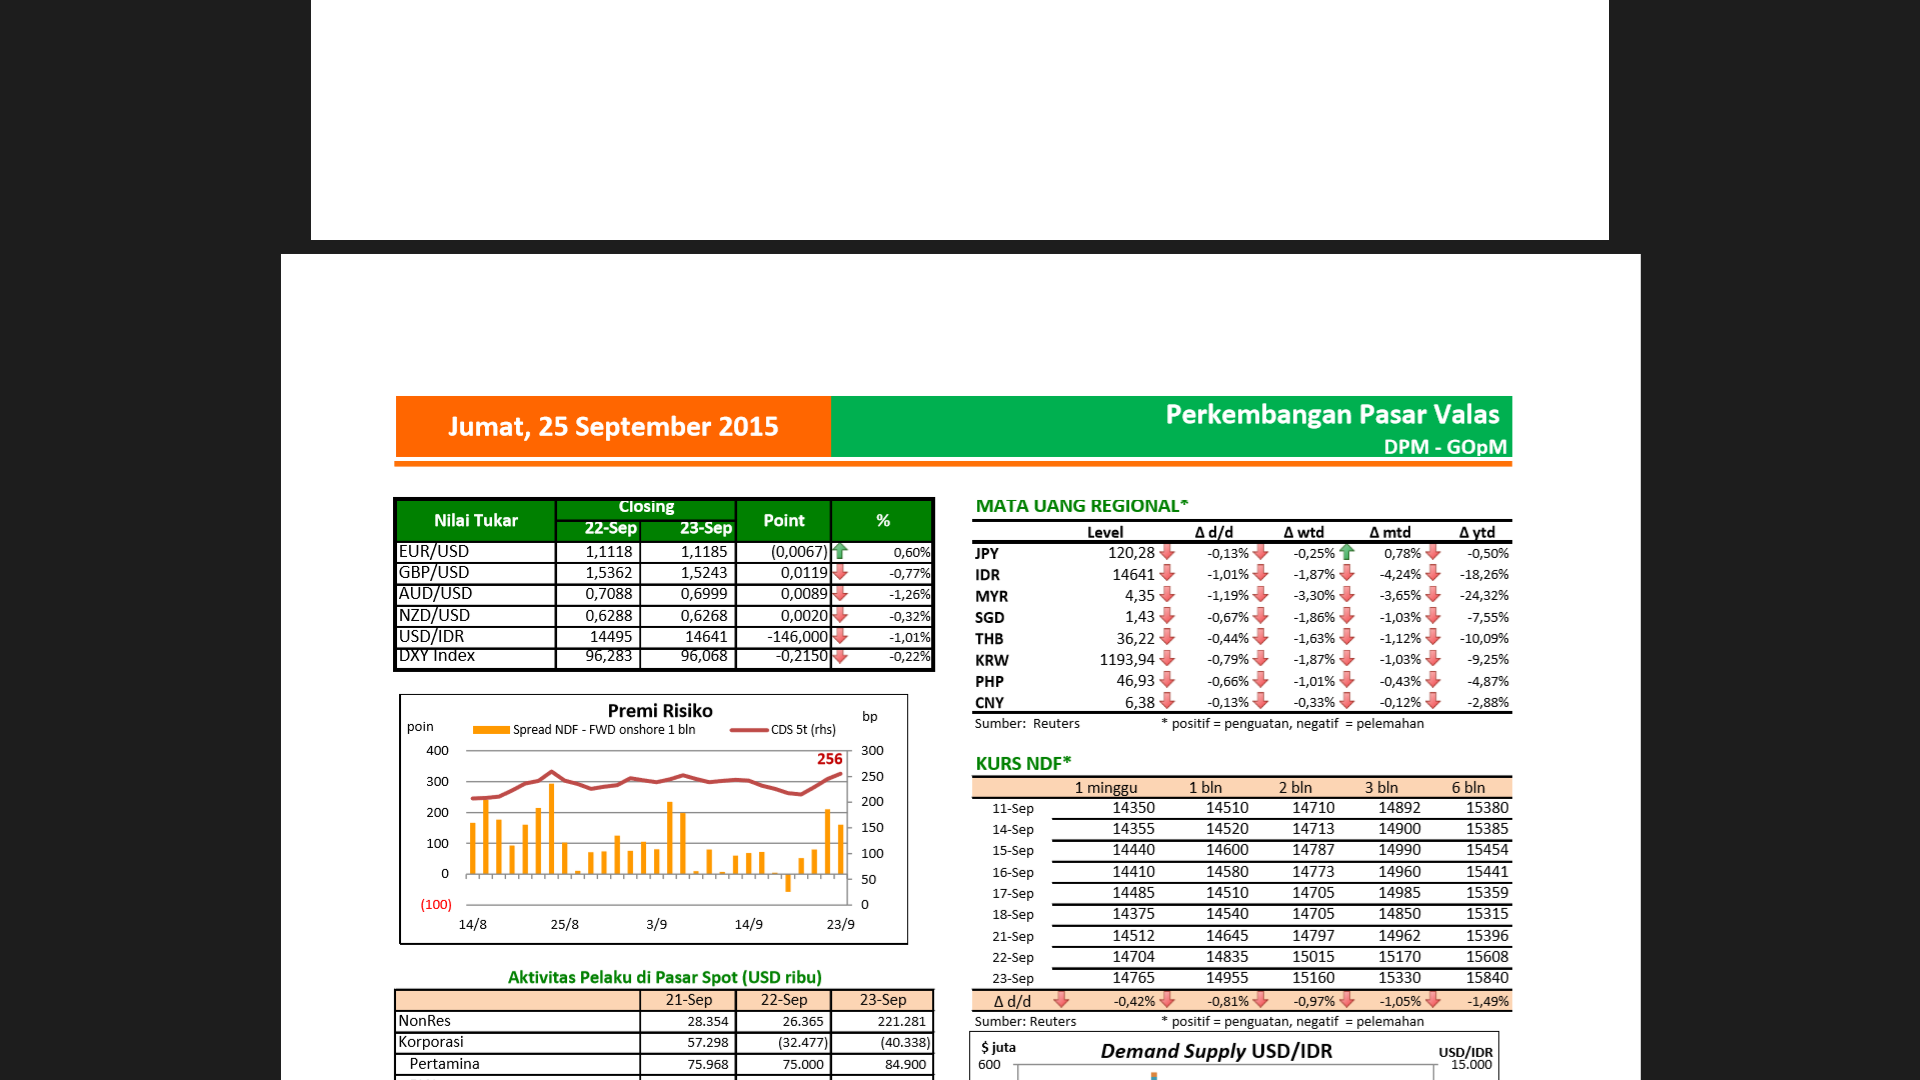 Jumat, 25 September 2015
Perkembangan Pasar Valas
DPM - GOpM
Nilai Tukar Closing Point %
22-Sep 23-Sep
EUR/USD 1,1118 1,1185 (0,0067) 0,60%
GBP/USD 1,5362 1,5243 0,0119 -0,77%
AUD/USD 0,7088 0,6999 0,0089 -1,26%
NZD/USD 0,6288 0,6268 0,0020 -0,32%
USD/IDR 14495 14641 -146,000 -1,01%
DXY Index 96,283 96,068 -0,2150 -0,22%
Premi Risiko
poin bp
Spread NDF - FWD onshore 1 bln CDS 5t (rhs)
256
400 300
300 250
200 200
100 150
0 100
(100) 50
0
14/8 25/8 3/9 14/9 23/9
Aktivitas Pelaku di Pasar Spot (USD ribu)
21-Sep 22-Sep 23-Sep
NonRes 28.354 26.365 221.281
Korporasi 57.298 (32.477) (40.338)
Pertamina 75.968 75.000 84.900
MATA UANG REGIONAL*
Level Δ d/d Δ wtd Δ mtd Δ ytd
JPY 120,28 -0,13% -0,25% 0,78% -0,50%
IDR 14641 -1,01% -1,87% -4,24% -18,26%
MYR 4,35 -1,19% -3,30% -3,65% -24,32%
SGD 1,43 -0,67% -1,86% -1,03% -7,55%
THB 36,22 -0,44% -1,63% -1,12% -10,09%
KRW 1193,94 -0,79% -1,87% -1,03% -9,25%
PHP 46,93 -0,66% -1,01% -0,43% -4,87%
CNY 6,38 -0,13% -0,33% -0,12% -2,88%
Sumber: Reuters * positif = penguatan, negatif = pelemahan
KURS NDF*
1 minggu 1 bln 2 bln 3 bln 6 bln
11-Sep 14350 14510 14710 14892 15380
14-Sep 14355 14520 14713 14900 15385
15-Sep 14440 14600 14787 14990 15454
16-Sep 14410 14580 14773 14960 15441
17-Sep 14485 14510 14705 14985 15359
18-Sep 14375 14540 14705 14850 15315
21-Sep 14512 14645 14797 14962 15396
22-Sep 14704 14835 15015 15170 15608
23-Sep 14765 14955 15160 15330 15840
Δ d/d -0,42% -0,81% -0,97% -1,05% -1,49%
Sumber: Reuters * positif = penguatan, negatif = pelemahan
$ juta Demand Supply USD/IDR USD/IDR
600 15.000